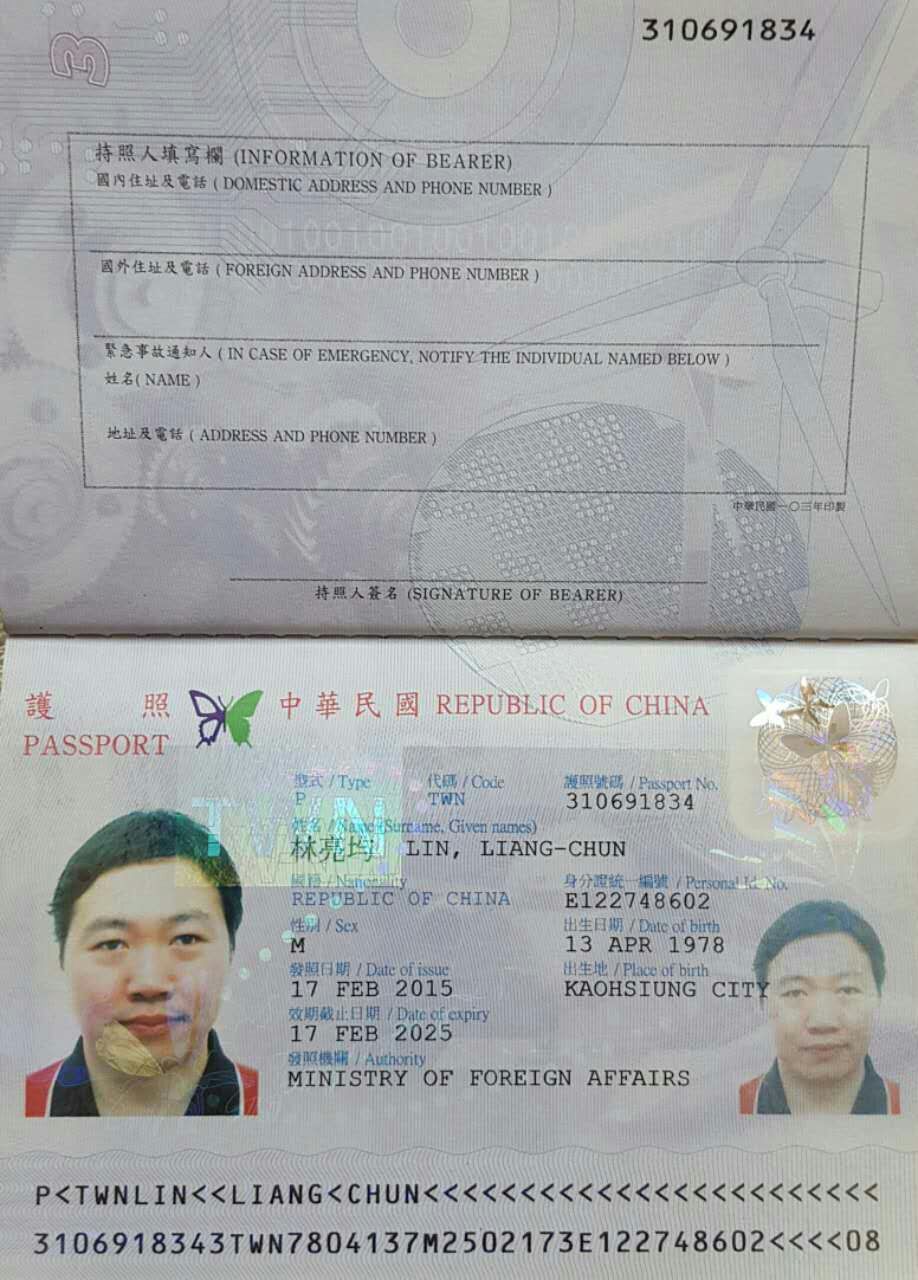 310691834
3
持照人填寫欄 (INFORMATION OF BEARER)
國內住址及電話 ( DOMESTIC ADDRESS AND PHONE NUMBER )
國外住址及電話 ( FOREIGN ADDRESS AND PHONE NUMBER )
緊急事故通知人 ( IN CASE OF EMERGENCY, NOTIFY THE INDIVIDUAL NAMED BELOW )
姓名( NAME )
地址及電話 ( ADDRESS AND PHONE NUMBER )
中華民國一〇三年印製
持照人簽名 (SIGNATURE OF BEARER)
護 照 中華民國 REPUBLIC OF CHINA
PASSPORT
型式 / Type 代碼 / Code 護照號碼 / Passport No.
P TWN 310691834
TWN
姓名 / Name (Surname, Given names)
林亮均 LIN, LIANG-CHUN
國籍 / Nationality 身分證統一編號 / Personal Id. No.
REPUBLIC OF CHINA E122748602
性別 / Sex 出生日期 / Date of birth
M 13 APR 1978
發照日期 / Date of issue 出生地 / Place of birth
17 FEB 2015 KAOHSIUNG CITY
效期截止日期 / Date of expiry
17 FEB 2025
發照機關 / Authority
MINISTRY OF FOREIGN AFFAIRS
P<TWNLIN<<LIANG<CHUN<<<<<<<<<<<<<<<<<<<<<<<<
3106918343TWN7804137M2502173E122748602<<<<08